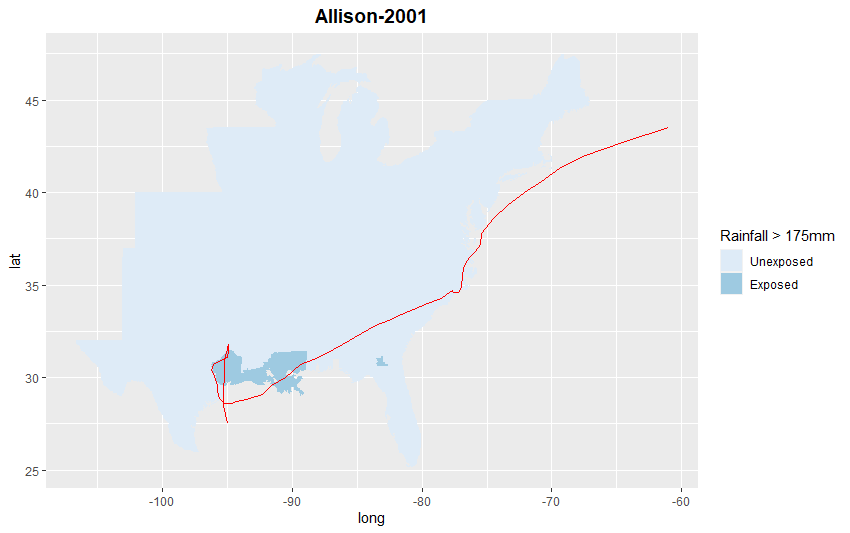 Allison-2001
45
40
35
30
25
lat
-100
-90
-80
-70
-60
long
Rainfall > 175mm
Unexposed
Exposed